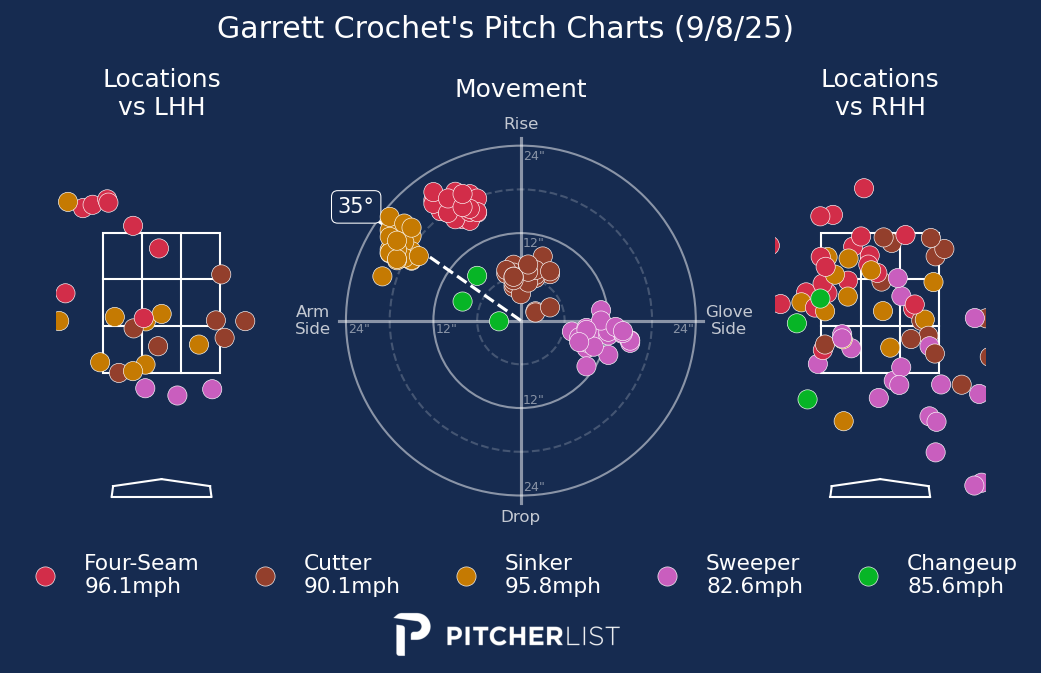 Garrett Crochet's Pitch Charts (9/8/25)
Locations
vs LHH
Movement
Locations
vs RHH
Rise
24"
35°
12"
Arm
Side
24"
12"
24"
Glove
Side
12"
24"
Drop
Four-Seam
96.1mph
Cutter
90.1mph
Sinker
95.8mph
Sweeper
82.6mph
Changeup
85.6mph
PITCHERLIST